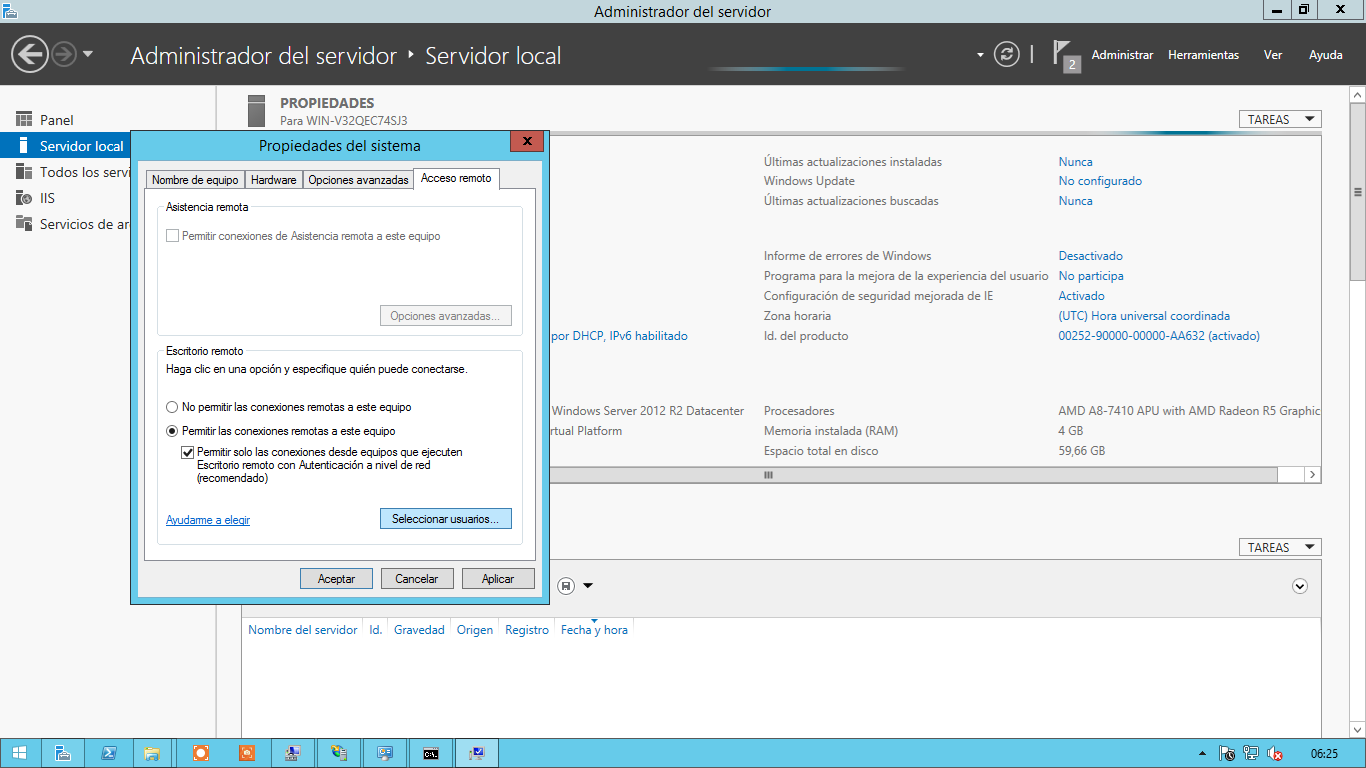 Administrador del servidor
Administrador del servidor ‣ Servidor local
2
Administrar
Herramientas
Ver
Ayuda
Panel
Servidor local
Todos los servi
IIS
Servicios de ar
PROPIEDADES
Para WIN-V32QEC74SJ3
TAREAS
Propiedades del sistema
Nombre de equipo
Hardware
Opciones avanzadas
Acceso remoto
Asistencia remota
Permitir conexiones de Asistencia remota a este equipo
Opciones avanzadas...
Escritorio remoto
Haga clic en una opción y especifique quién puede conectarse.
No permitir las conexiones remotas a este equipo
Permitir las conexiones remotas a este equipo
Permitir solo las conexiones desde equipos que ejecuten
Escritorio remoto con Autenticación a nivel de red
(recomendado)
Ayudarme a elegir
Seleccionar usuarios...
Aceptar
Cancelar
Aplicar
Últimas actualizaciones instaladas Nunca
Windows Update No configurado
Últimas actualizaciones buscadas Nunca
Informe de errores de Windows Desactivado
Programa para la mejora de la experiencia del usuario No participa
Configuración de seguridad mejorada de IE Activado
Zona horaria (UTC) Hora universal coordinada
por DHCP, IPv6 habilitado Id. del producto 00252-90000-00000-AA632 (activado)
Windows Server 2012 R2 Datacenter Procesadores AMD A8-7410 APU with AMD Radeon R5 Graphic
rtual Platform Memoria instalada (RAM) 4 GB
Espacio total en disco 59,66 GB
TAREAS
Nombre del servidor Id. Gravedad Origen Registro Fecha y hora
C:\
06:25